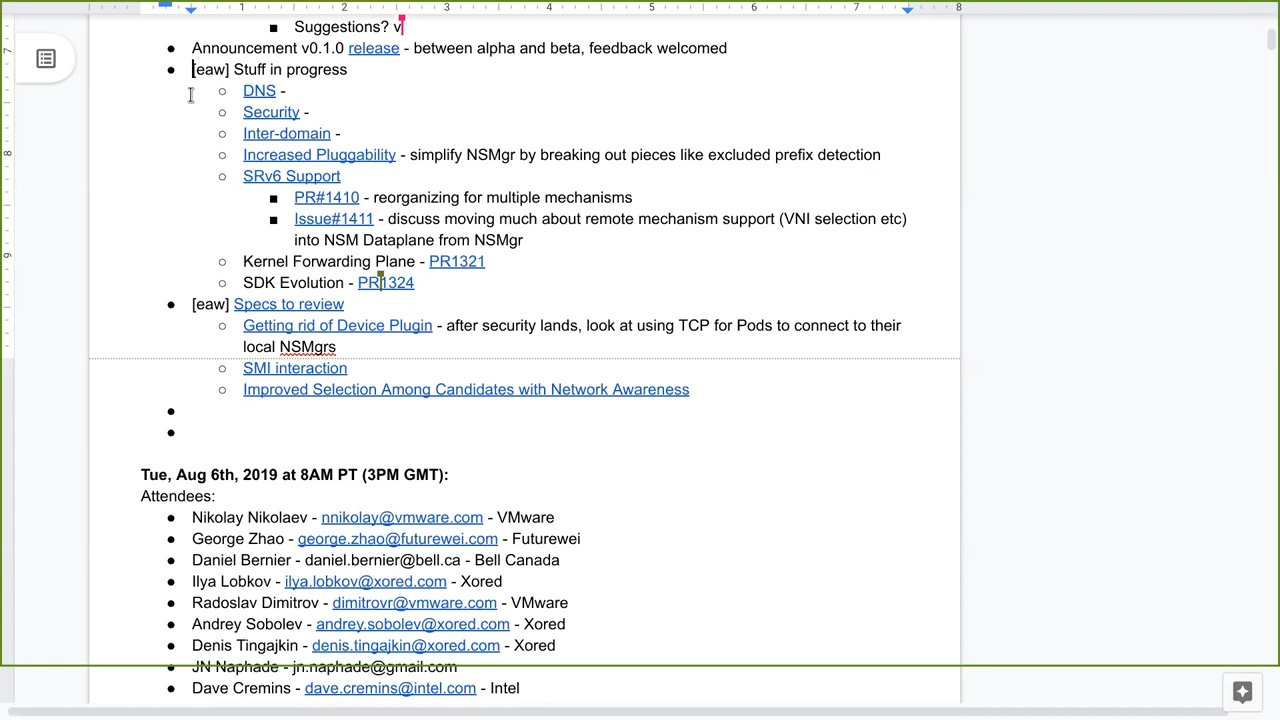 1 2 3 4 5 6 7 8
7
8
9
■ Suggestions? v
● Announcement v0.1.0 release - between alpha and beta, feedback welcomed
● [eaw] Stuff in progress
○ DNS -
○ Security -
○ Inter-domain -
○ Increased Pluggability - simplify NSMgr by breaking out pieces like excluded prefix detection
○ SRv6 Support
■ PR#1410 - reorganizing for multiple mechanisms
■ Issue#1411 - discuss moving much about remote mechanism support (VNI selection etc)
into NSM Dataplane from NSMgr
○ Kernel Forwarding Plane - PR1321
○ SDK Evolution - PR1324
● [eaw] Specs to review
○ Getting rid of Device Plugin - after security lands, look at using TCP for Pods to connect to their
local NSMgrs
○ SMI interaction
○ Improved Selection Among Candidates with Network Awareness
●
●
Tue, Aug 6th, 2019 at 8AM PT (3PM GMT):
Attendees:
● Nikolay Nikolaev - nnikolay@vmware.com - VMware
● George Zhao - george.zhao@futurewei.com - Futurewei
● Daniel Bernier - daniel.bernier@bell.ca - Bell Canada
● Ilya Lobkov - ilya.lobkov@xored.com - Xored
● Radoslav Dimitrov - dimitrovr@vmware.com - VMware
● Andrey Sobolev - andrey.sobolev@xored.com - Xored
● Denis Tingajkin - denis.tingajkin@xored.com - Xored
● JN Naphade - jn.naphade@gmail.com
● Dave Cremins - dave.cremins@intel.com - Intel